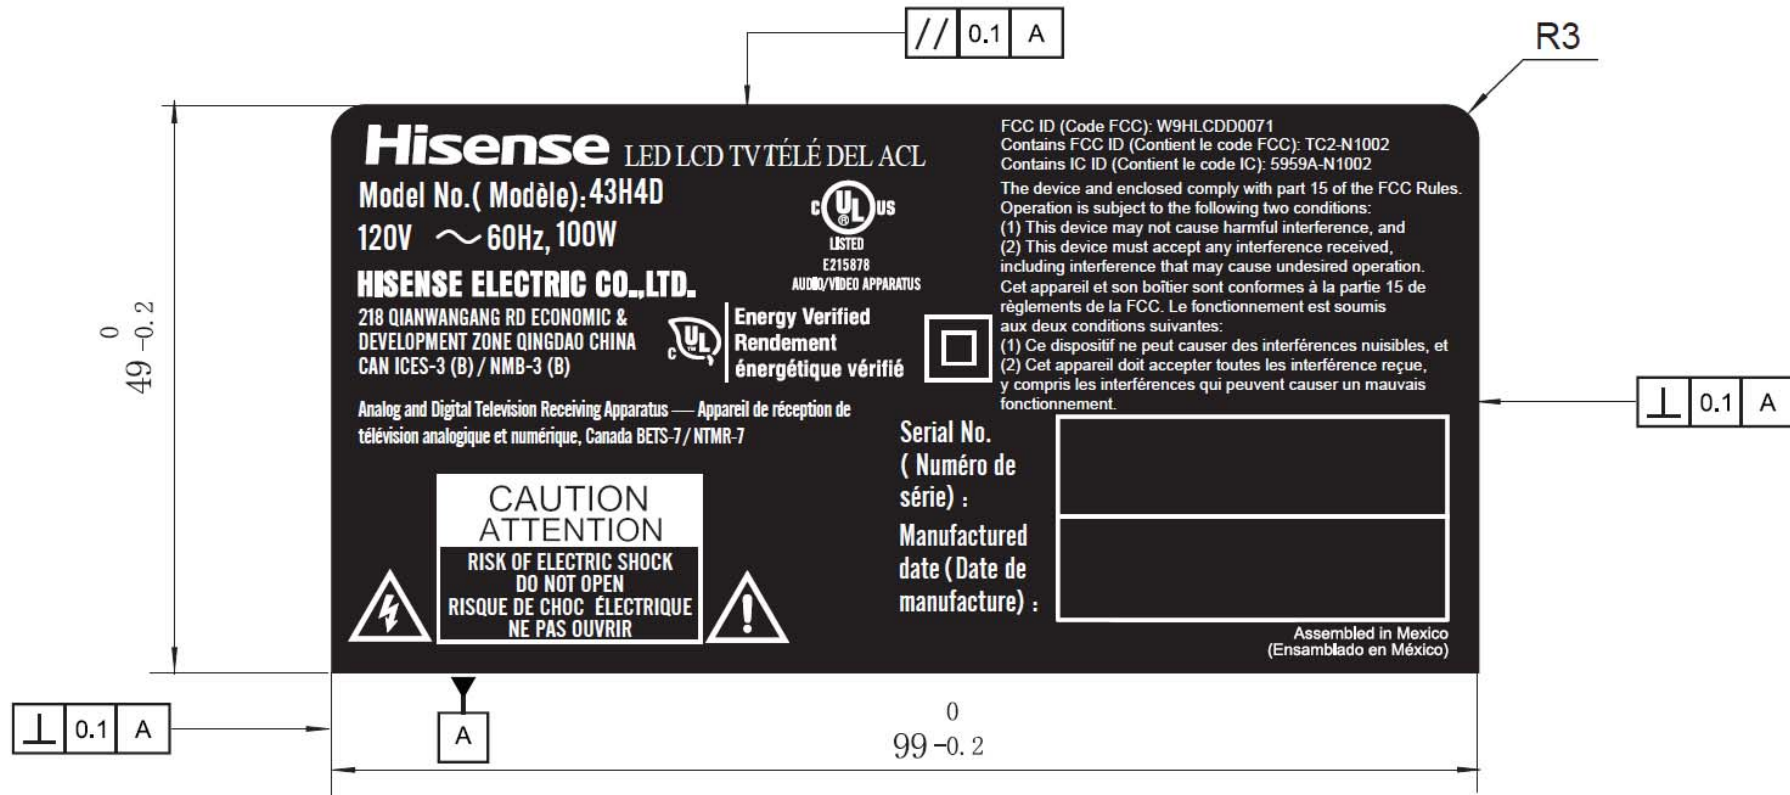 // 0.1 A
R3
Hisense LED LCD TV TÉLÉ DEL ACL
Model No.( Modèle): 43H4D
120V ～ 60Hz, 100W
C UL® US
LISTED
E215878
AUDIO/VIDEO APPARATUS
HISENSE ELECTRIC CO.,LTD.
218 QIANWANGANG RD ECONOMIC &
DEVELOPMENT ZONE QINGDAO CHINA
CAN ICES-3 (B) / NMB-3 (B)
C UL™
Energy Verified
Rendement
énergétique vérifié
Analog and Digital Television Receiving Apparatus — Appareil de réception de
télévision analogique et numérique, Canada BETS-7 / NTMR-7
CAUTION
ATTENTION
RISK OF ELECTRIC SHOCK
DO NOT OPEN
RISQUE DE CHOC ÉLECTRIQUE
NE PAS OUVRIR
FCC ID (Code FCC): W9HLCDD0071
Contains FCC ID (Contient le code FCC): TC2-N1002
Contains IC ID (Contient le code IC): 5959A-N1002
The device and enclosed comply with part 15 of the FCC Rules.
Operation is subject to the following two conditions:
(1) This device may not cause harmful interference, and
(2) This device must accept any interference received,
including interference that may cause undesired operation.
Cet appareil et son boîtier sont conformes à la partie 15 de
règlements de la FCC. Le fonctionnement est soumis
aux deux conditions suivantes:
(1) Ce dispositif ne peut causer des interférences nuisibles, et
(2) Cet appareil doit accepter toutes les interférence reçue,
y compris les interférences qui peuvent causer un mauvais
fonctionnement.
Serial No.
( Numéro de
série) :
Manufactured
date ( Date de
manufacture) :
Assembled in Mexico
(Ensamblado en México)
0
49 -0.2
⊥ 0.1 A
⊥ 0.1 A
A
0
99 -0.2